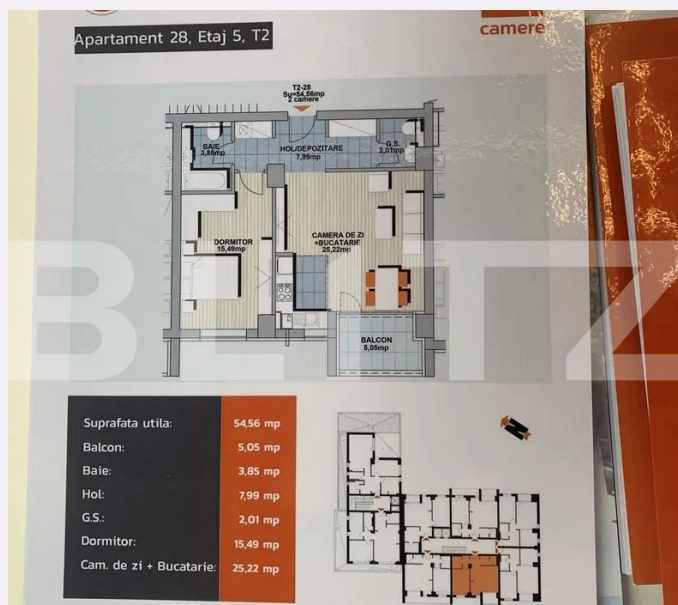 Apartament 28, Etaj 5, T2
camere
T2-28
Su=54,56mp
2 camere
BAIE
3,85mp
HOL/DEPOZITARE
7,99mp
G.S.
2,01mp
DORMITOR
15,49mp
CAMERA DE ZI
+BUCATARIE
25,22mp
BALCON
5,05mp
BLITZ
Suprafata utila: 54,56 mp
Balcon: 5,05 mp
Baie: 3,85 mp
Hol: 7,99 mp
G.S.: 2,01 mp
Dormitor: 15,49 mp
Cam. de zi + Bucatarie: 25,22 mp